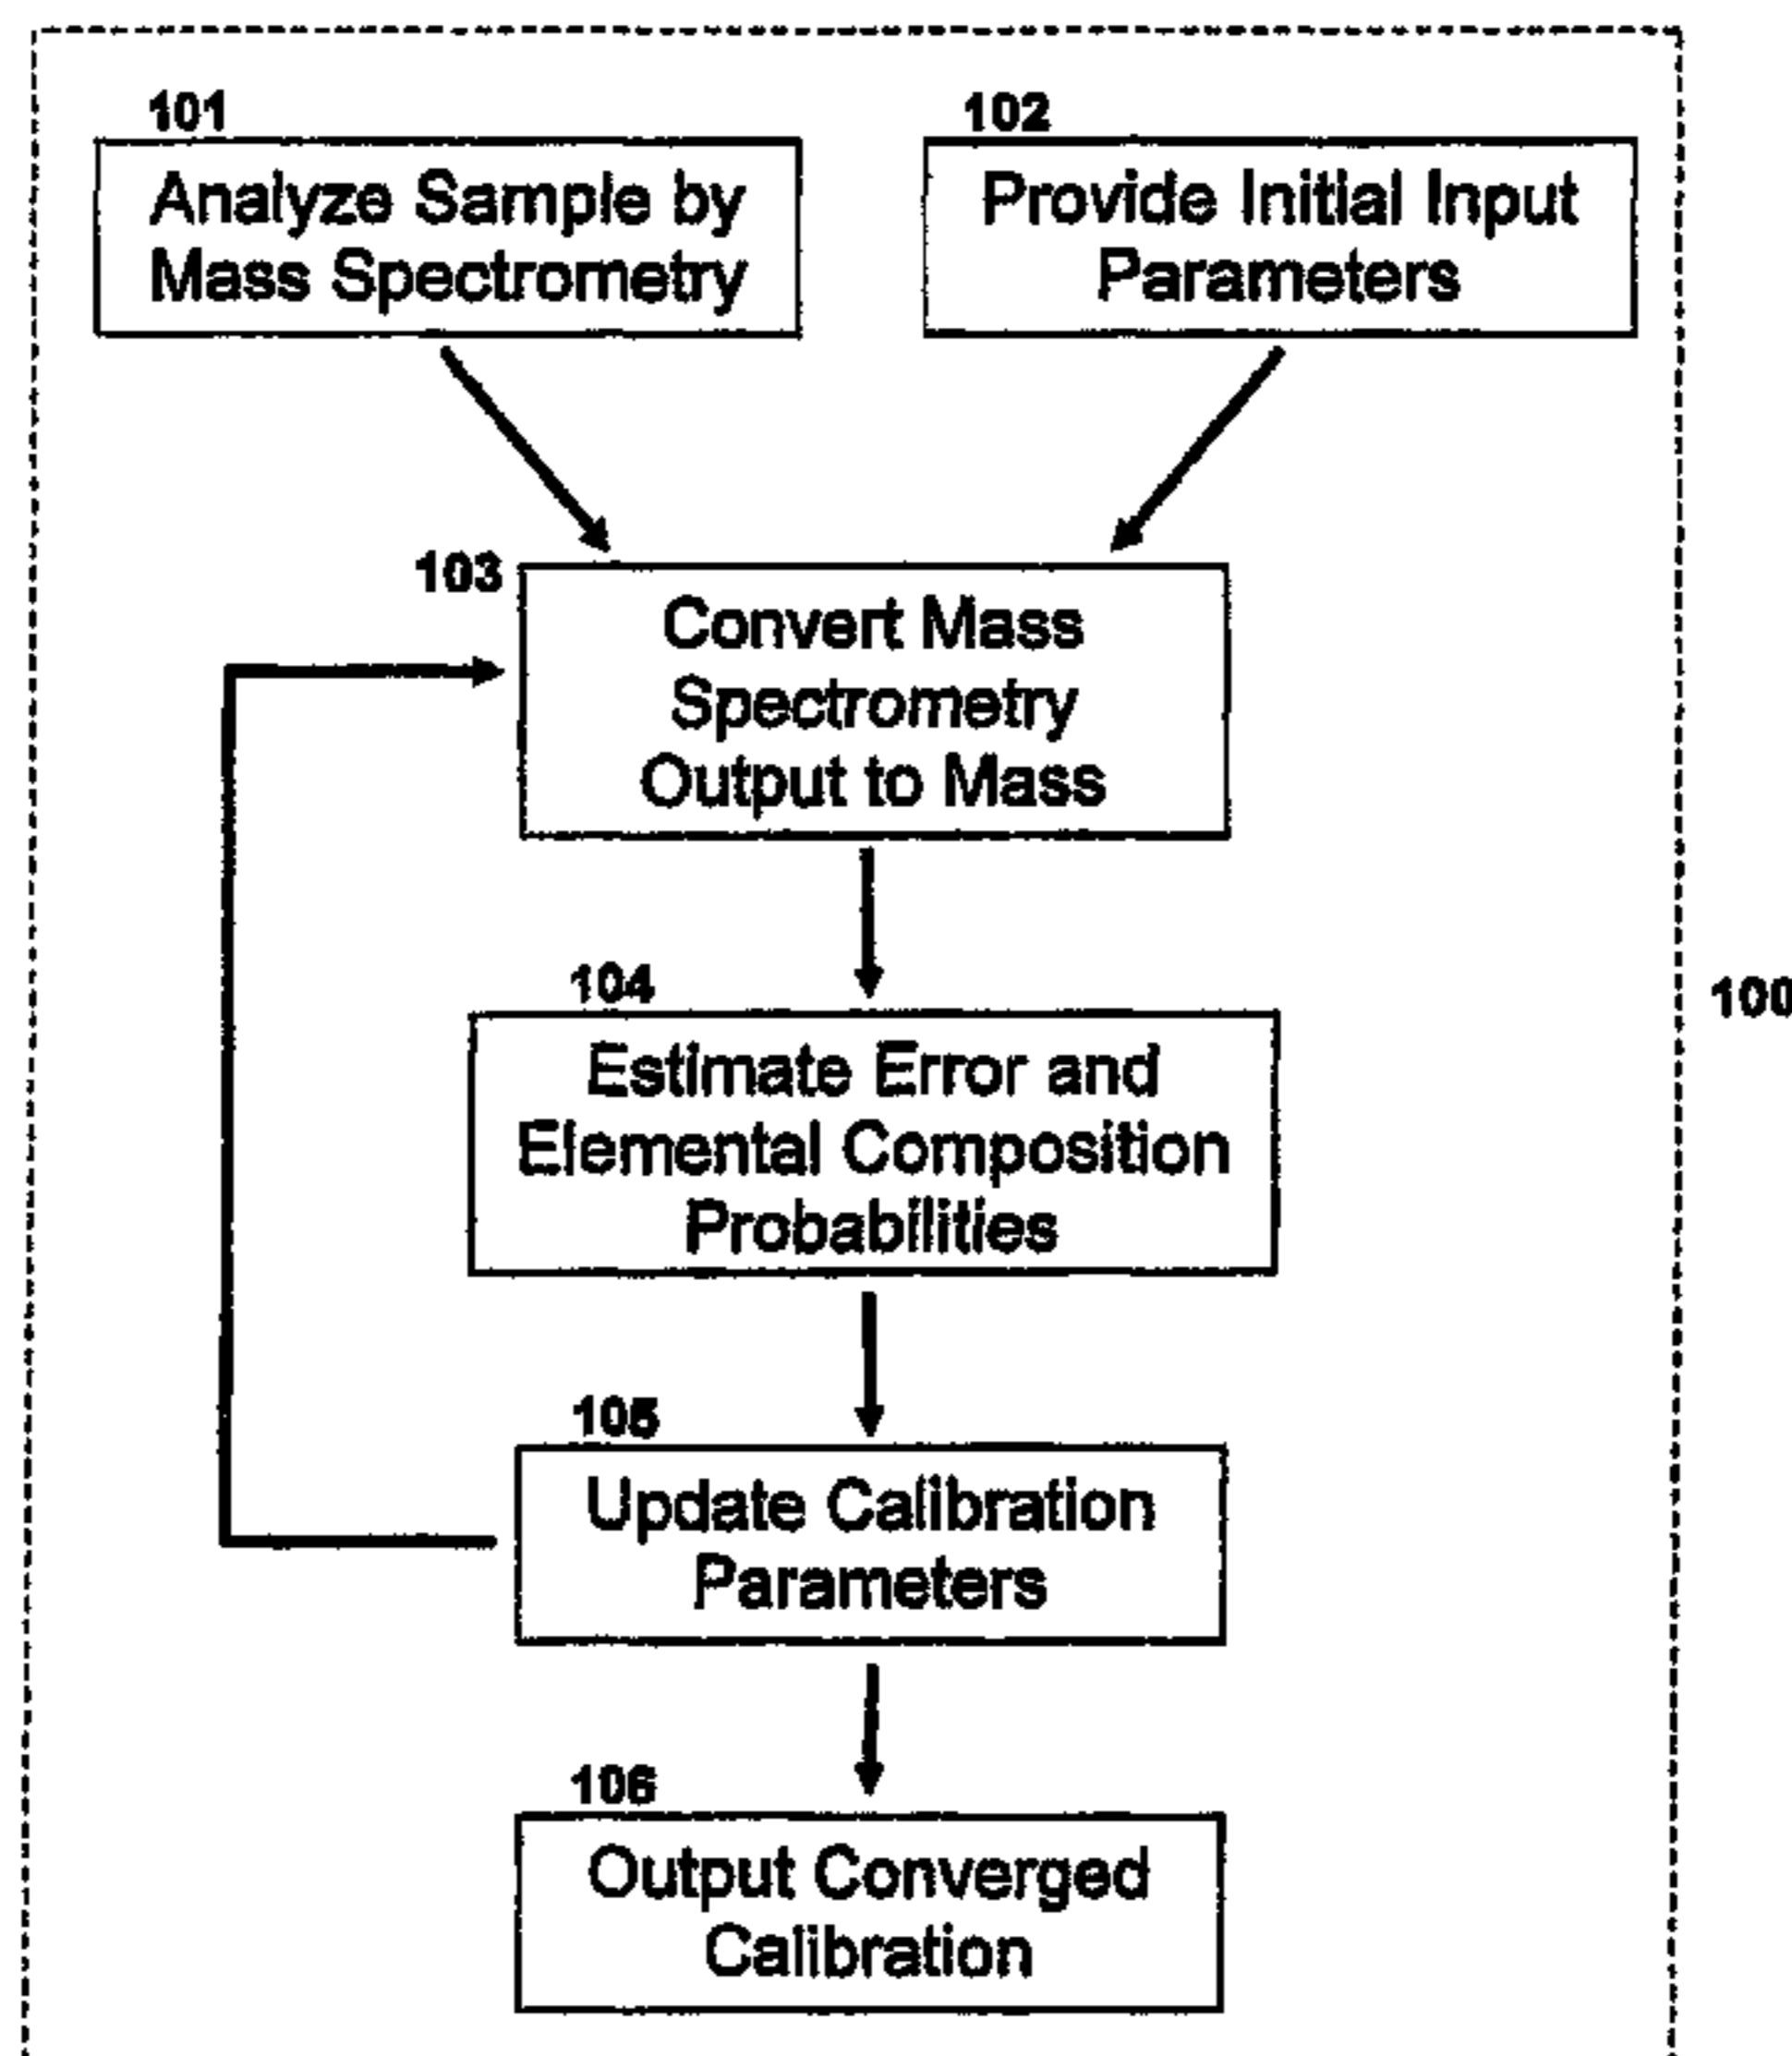 101
Analyze Sample by
Mass Spectrometry
102
Provide Initial Input
Parameters
103
Convert Mass
Spectrometry
Output to Mass
104
Estimate Error and
Elemental Composition
Probabilities
100
105
Update Calibration
Parameters
106
Output Converged
Calibration